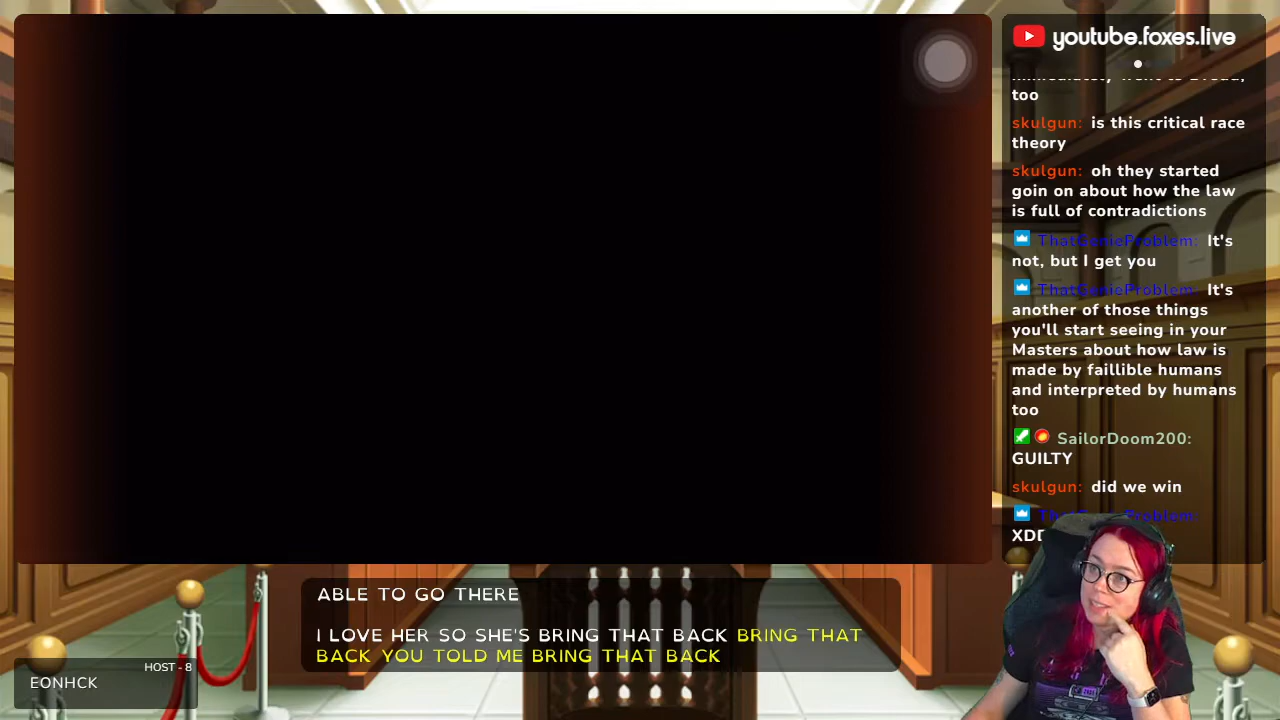 youtube.foxes.live
too
skulgun: is this critical race
theory
skulgun: oh they started
goin on about how the law
is full of contradictions
ThatGenieProblem: It's
not, but I get you
ThatGenieProblem: It's
another of those things
you'll start seeing in your
Masters about how law is
made by faillible humans
and interpreted by humans
too
SailorDoom200:
GUILTY
skulgun: did we win
ThatGenieProblem:
ABLE TO GO THERE
I LOVE HER SO SHE'S BRING THAT BACK BRING THAT
BACK YOU TOLD ME BRING THAT BACK
HOST - 8
EONHCK